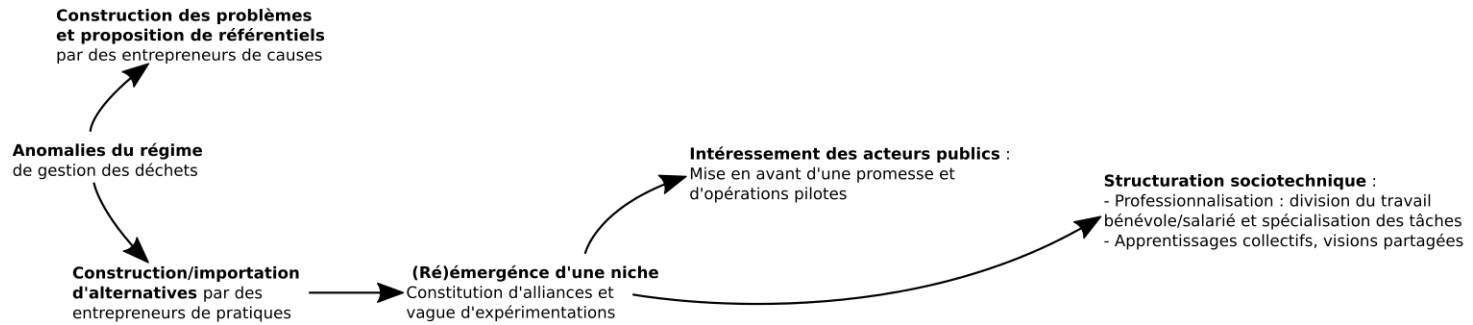 Construction des problèmes
et proposition de référentiels
par des entrepreneurs de causes
Anomalies du régime
de gestion des déchets
Construction/importation
d'alternatives par des
entrepreneurs de pratiques
(Ré)émergénce d'une niche
Constitution d'alliances et
vague d'expérimentations
Intéressement des acteurs publics :
Mise en avant d'une promesse et
d'opérations pilotes
Structuration sociotechnique :
- Professionnalisation : division du travail
bénévole/salarié et spécialisation des tâches
- Apprentissages collectifs, visions partagées